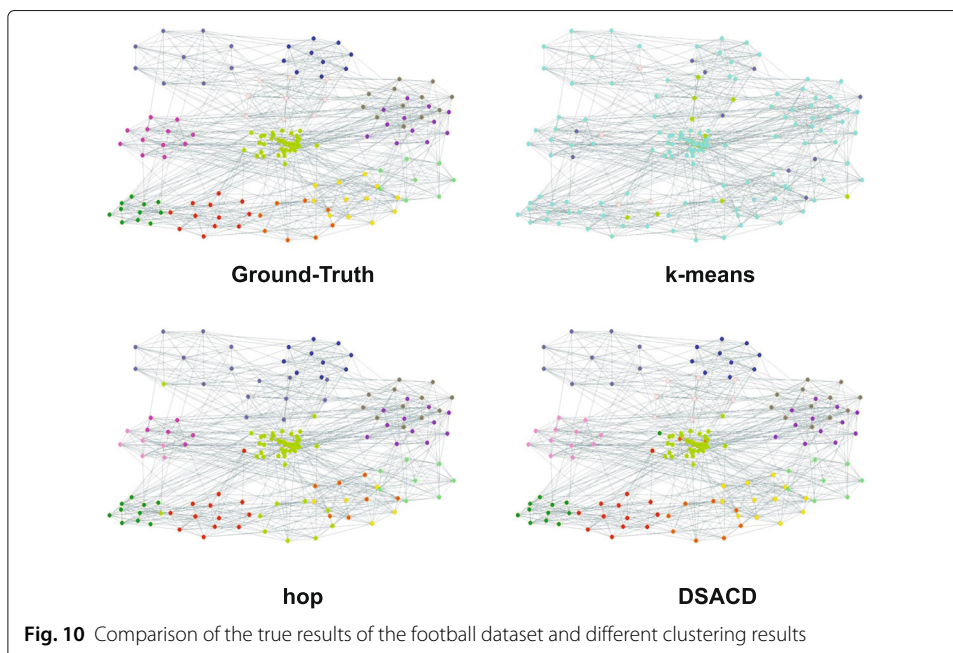 Ground-Truth
k-means
hop
DSACD
Fig. 10 Comparison of the true results of the football dataset and different clustering results